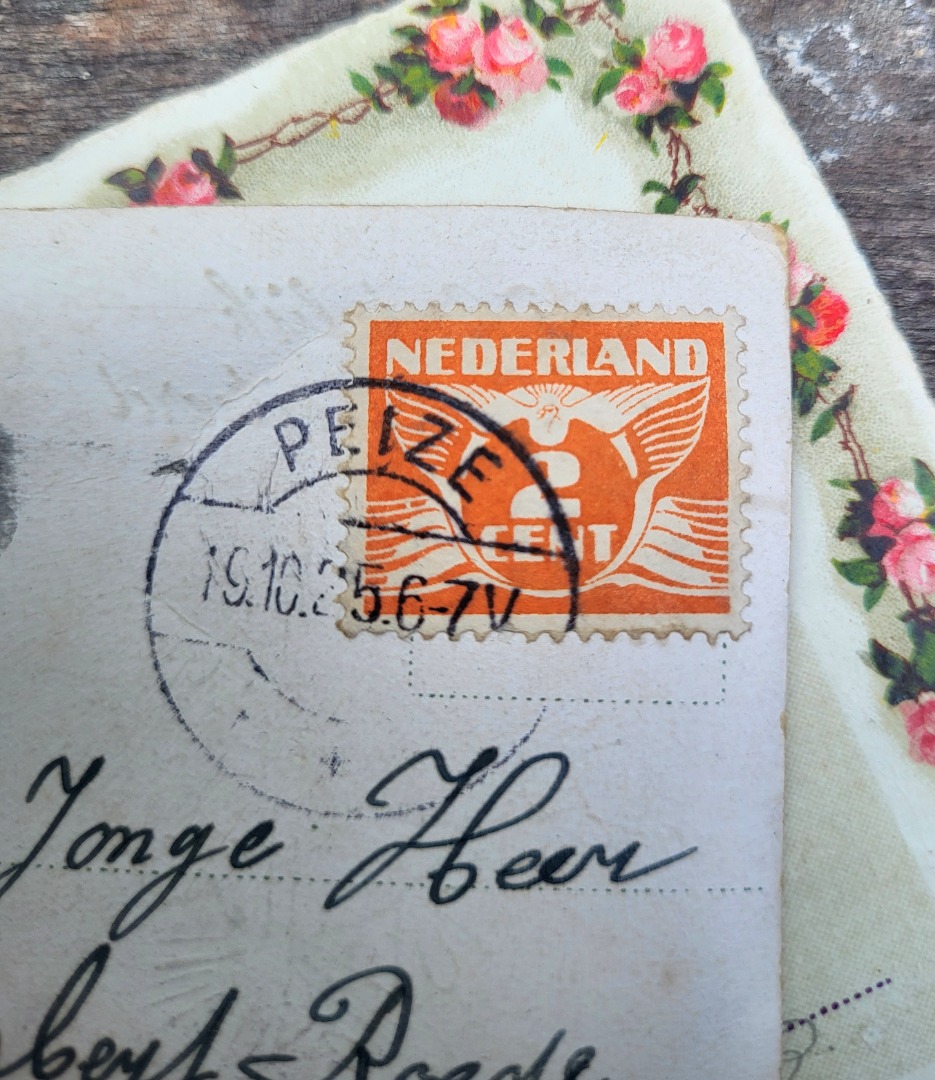 NEDERLAND
2
CENT
PEIZE
19.10.25.6-7V
Jonge Heer